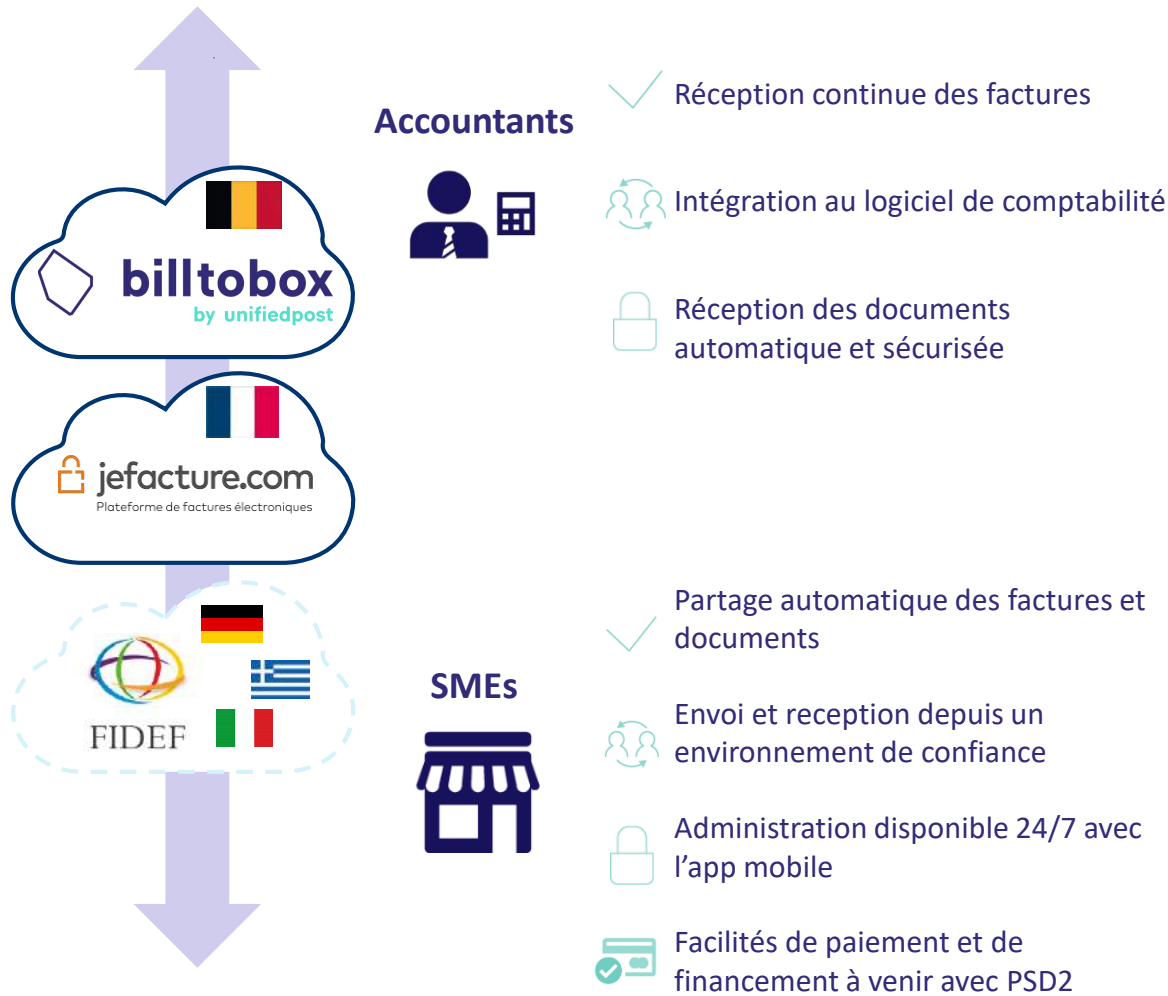 Accountants
Réception continue des factures
Intégration au logiciel de comptabilité
Réception des documents
automatique et sécurisée
billtobox
by unifiedpost
jefacture.com
Plateforme de factures électroniques
FIDEF
SMEs
Partage automatique des factures et
documents
Envoi et reception depuis un
environnement de confiance
Administration disponible 24/7 avec
l’app mobile
Facilités de paiement et de
financement à venir avec PSD2